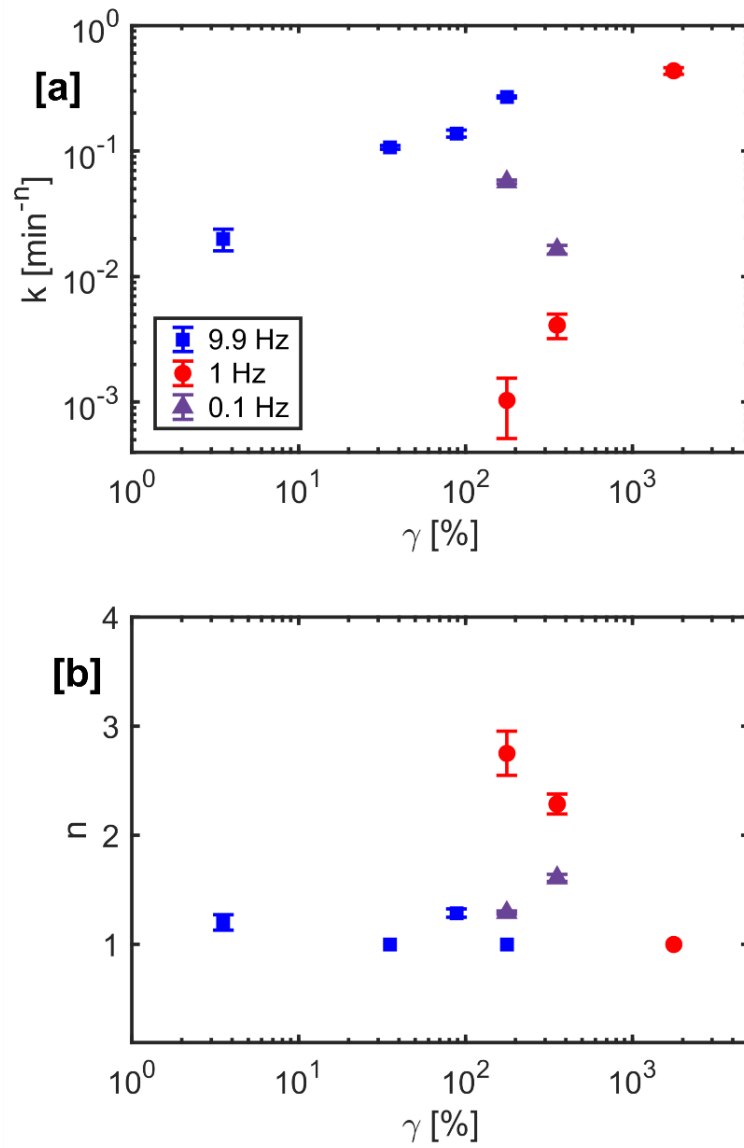 [a]
k [min⁻ⁿ]
10⁰
10⁻¹
10⁻²
10⁻³
9.9 Hz
1 Hz
0.1 Hz
10⁰ 10¹ 10² 10³
γ [%]
[b]
n
4
3
2
1
10⁰ 10¹ 10² 10³
γ [%]